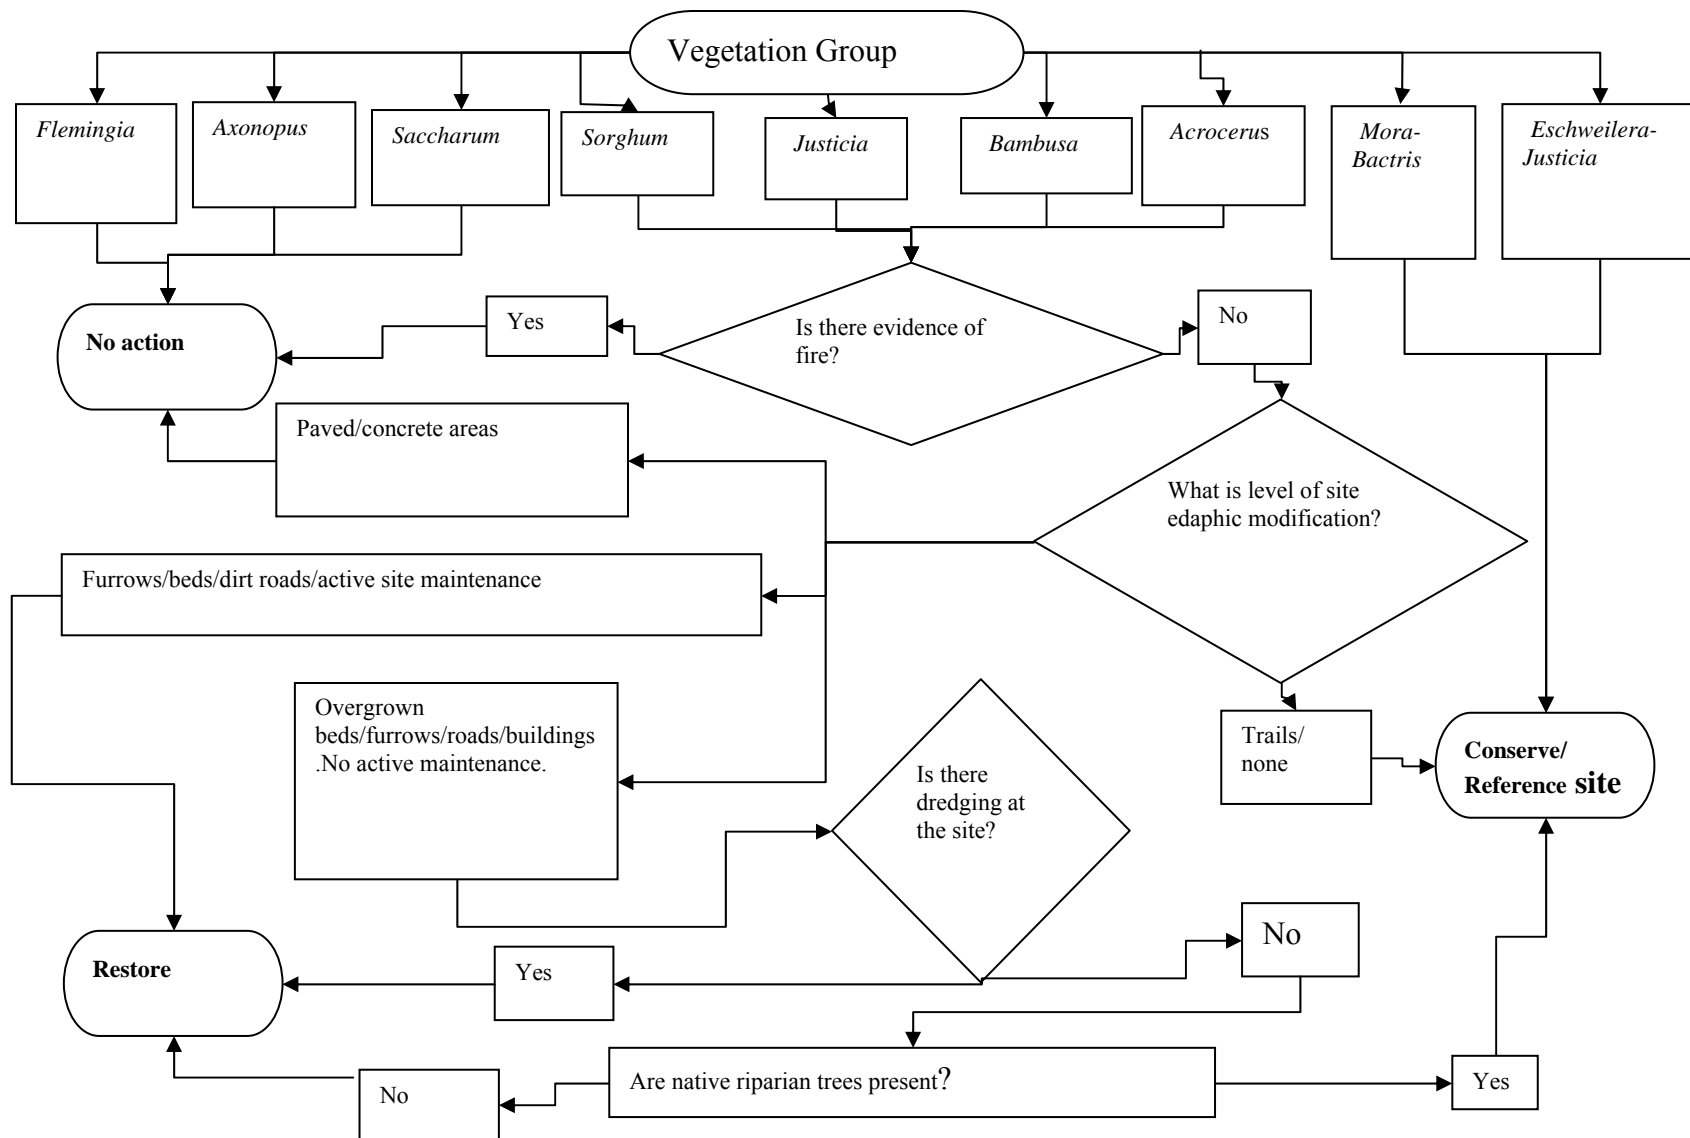 Vegetation Group
Flemingia
Axonopus
Saccharum
Sorghum
Justicia
Bambusa
Acrocerus
Mora-
Bactris
Eschweilera-
Justicia
No action
Yes
Is there evidence of
fire?
No
Paved/concrete areas
What is level of site
edaphic modification?
Furrows/beds/dirt roads/active site maintenance
Overgrown
beds/furrows/roads/buildings
.No active maintenance.
Is there
dredging at
the site?
Trails/
none
Conserve/
Reference site
No
Restore
Yes
Are native riparian trees present?
No
Yes